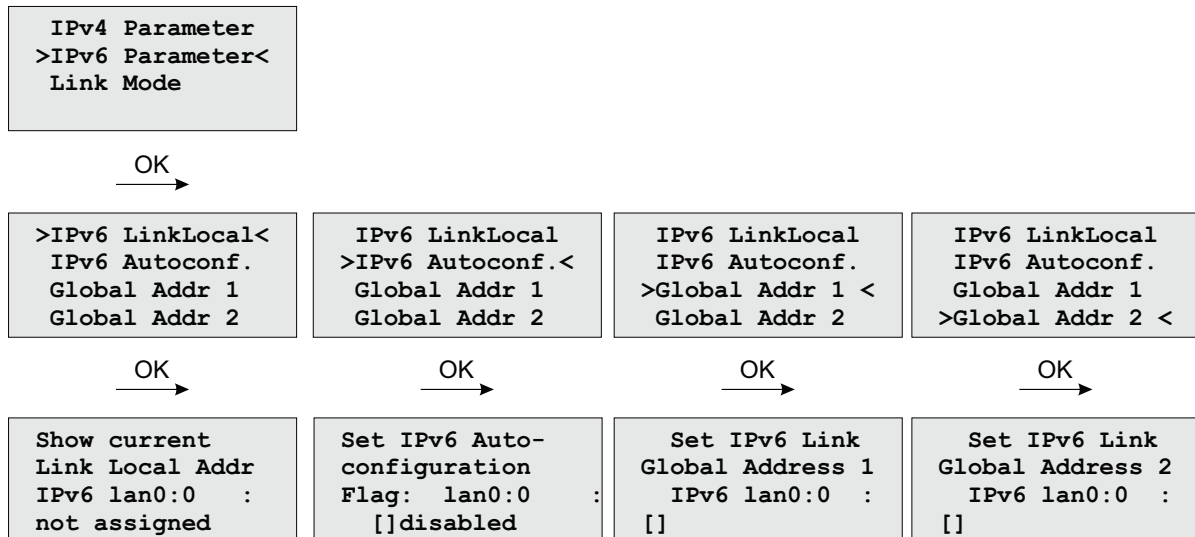 IPv4 Parameter
>IPv6 Parameter<
Link Mode
OK
>IPv6 LinkLocal<
IPv6 Autoconf.
Global Addr 1
Global Addr 2
IPv6 LinkLocal
>IPv6 Autoconf.<
Global Addr 1
Global Addr 2
IPv6 LinkLocal
IPv6 Autoconf.
>Global Addr 1 <
Global Addr 2
IPv6 LinkLocal
IPv6 Autoconf.
Global Addr 1
>Global Addr 2 <
OK
OK
OK
OK
Show current
Link Local Addr
IPv6 lan0:0 :
not assigned
Set IPv6 Auto-
configuration
Flag: lan0:0 :
[]disabled
Set IPv6 Link
Global Address 1
IPv6 lan0:0 :
[]
Set IPv6 Link
Global Address 2
IPv6 lan0:0 :
[]